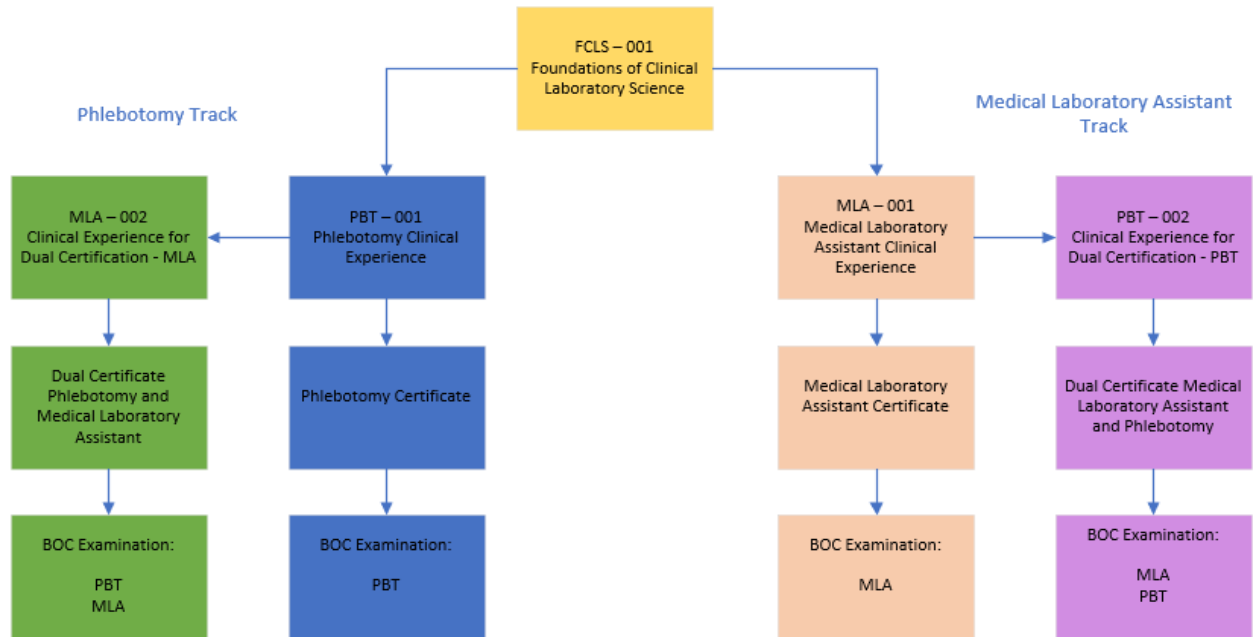 FCLS – 001
Foundations of Clinical
Laboratory Science
Phlebotomy Track
Medical Laboratory Assistant
Track
MLA – 002
Clinical Experience for
Dual Certification - MLA
PBT – 001
Phlebotomy Clinical
Experience
MLA – 001
Medical Laboratory
Assistant Clinical
Experience
PBT – 002
Clinical Experience for
Dual Certification - PBT
Dual Certificate
Phlebotomy and
Medical Laboratory
Assistant
Phlebotomy Certificate
Medical Laboratory
Assistant Certificate
Dual Certificate Medical
Laboratory Assistant
and Phlebotomy
BOC Examination:
PBT
MLA
BOC Examination:
PBT
BOC Examination:
MLA
BOC Examination:
MLA
PBT